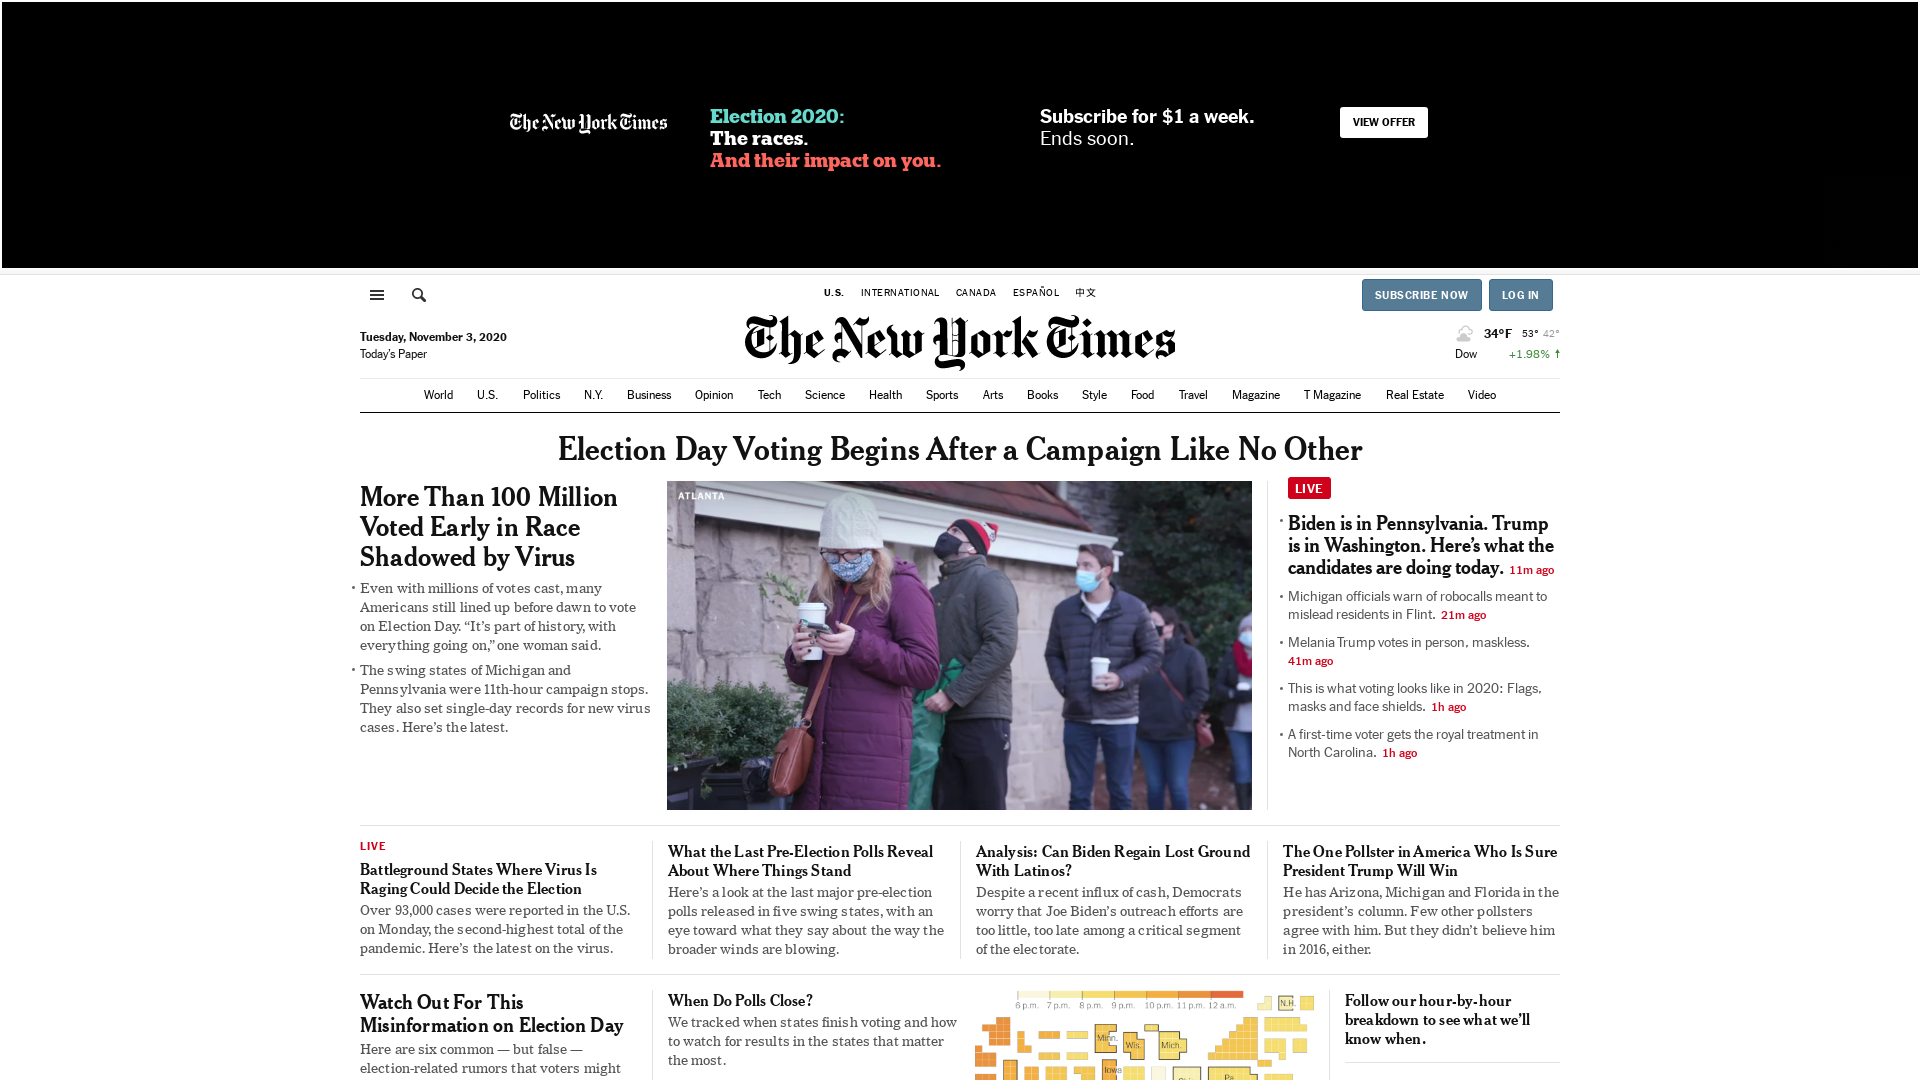 The New York Times
Election 2020:
The races.
And their impact on you.
Subscribe for $1 a week.
Ends soon.
VIEW OFFER
U.S. INTERNATIONAL CANADA ESPAÑOL 中文
SUBSCRIBE NOW
LOG IN
Tuesday, November 3, 2020
Today's Paper
The New York Times
34°F 53° 42°
Dow +1.98% ↑
World U.S. Politics N.Y. Business Opinion Tech Science Health Sports Arts Books Style Food Travel Magazine T Magazine Real Estate Video
Election Day Voting Begins After a Campaign Like No Other
More Than 100 Million
Voted Early in Race
Shadowed by Virus
• Even with millions of votes cast, many
Americans still lined up before dawn to vote
on Election Day. “It’s part of history, with
everything going on,” one woman said.
• The swing states of Michigan and
Pennsylvania were 11th-hour campaign stops.
They also set single-day records for new virus
cases. Here’s the latest.
ATLANTA
LIVE
• Biden is in Pennsylvania. Trump
is in Washington. Here’s what the
candidates are doing today. 11m ago
• Michigan officials warn of robocalls meant to
mislead residents in Flint. 21m ago
• Melania Trump votes in person, maskless.
41m ago
• This is what voting looks like in 2020: Flags,
masks and face shields. 1h ago
• A first-time voter gets the royal treatment in
North Carolina. 1h ago
LIVE
Battleground States Where Virus Is
Raging Could Decide the Election
Over 93,000 cases were reported in the U.S.
on Monday, the second-highest total of the
pandemic. Here’s the latest on the virus.
What the Last Pre-Election Polls Reveal
About Where Things Stand
Here’s a look at the last major pre-election
polls released in five swing states, with an
eye toward what they say about the way the
broader winds are blowing.
Analysis: Can Biden Regain Lost Ground
With Latinos?
Despite a recent influx of cash, Democrats
worry that Joe Biden’s outreach efforts are
too little, too late among a critical segment
of the electorate.
The One Pollster in America Who Is Sure
President Trump Will Win
He has Arizona, Michigan and Florida in the
president’s column. Few other pollsters
agree with him. But they didn’t believe him
in 2016, either.
Watch Out For This
Misinformation on Election Day
Here are six common — but false —
election-related rumors that voters might
When Do Polls Close?
We tracked when states finish voting and how
to watch for results in the states that matter
the most.
6 p.m. 7 p.m. 8 p.m. 9 p.m. 10 p.m. 11 p.m. 12 a.m.
N.H.
Minn.
Wis.
Mich.
Iowa
Pa.
Follow our hour-by-hour
breakdown to see what we’ll
know when.